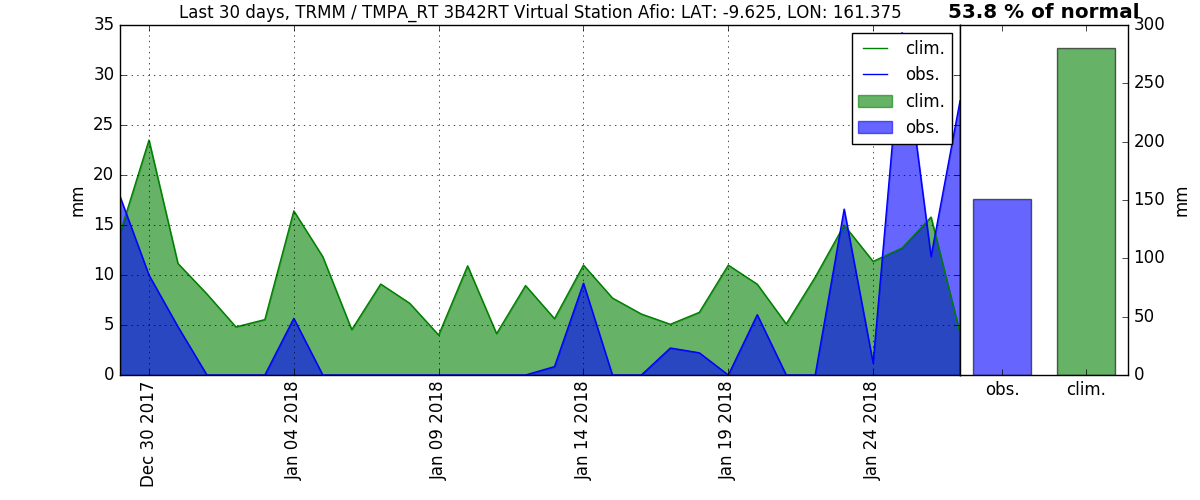 Last 30 days, TRMM / TMPA_RT 3B42RT Virtual Station Afio: LAT: -9.625, LON: 161.375
53.8 % of normal
35
30
25
20
15
10
5
0
mm
clim.
obs.
clim.
obs.
300
250
200
150
100
50
0
mm
Dec 30 2017
Jan 04 2018
Jan 09 2018
Jan 14 2018
Jan 19 2018
Jan 24 2018
obs.
clim.